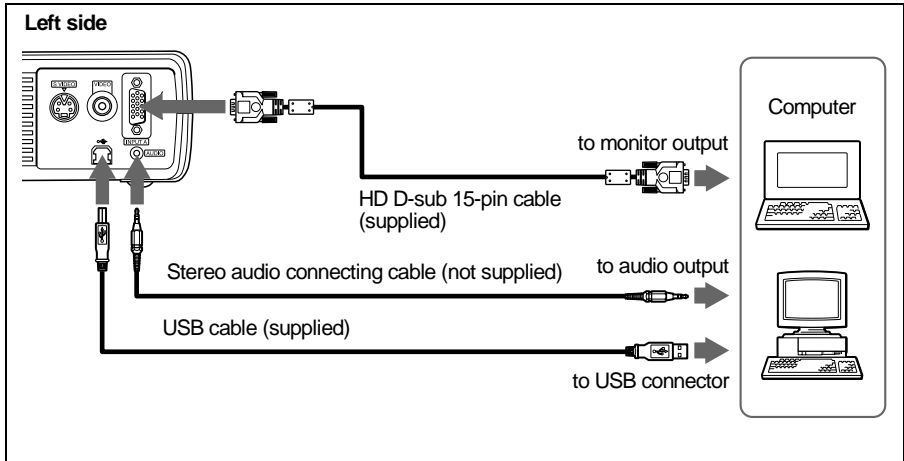 Left side
S VIDEO
VIDEO
INPUT A
AUDIO
Computer
to monitor output
HD D-sub 15-pin cable
(supplied)
Stereo audio connecting cable (not supplied)
to audio output
USB cable (supplied)
to USB connector